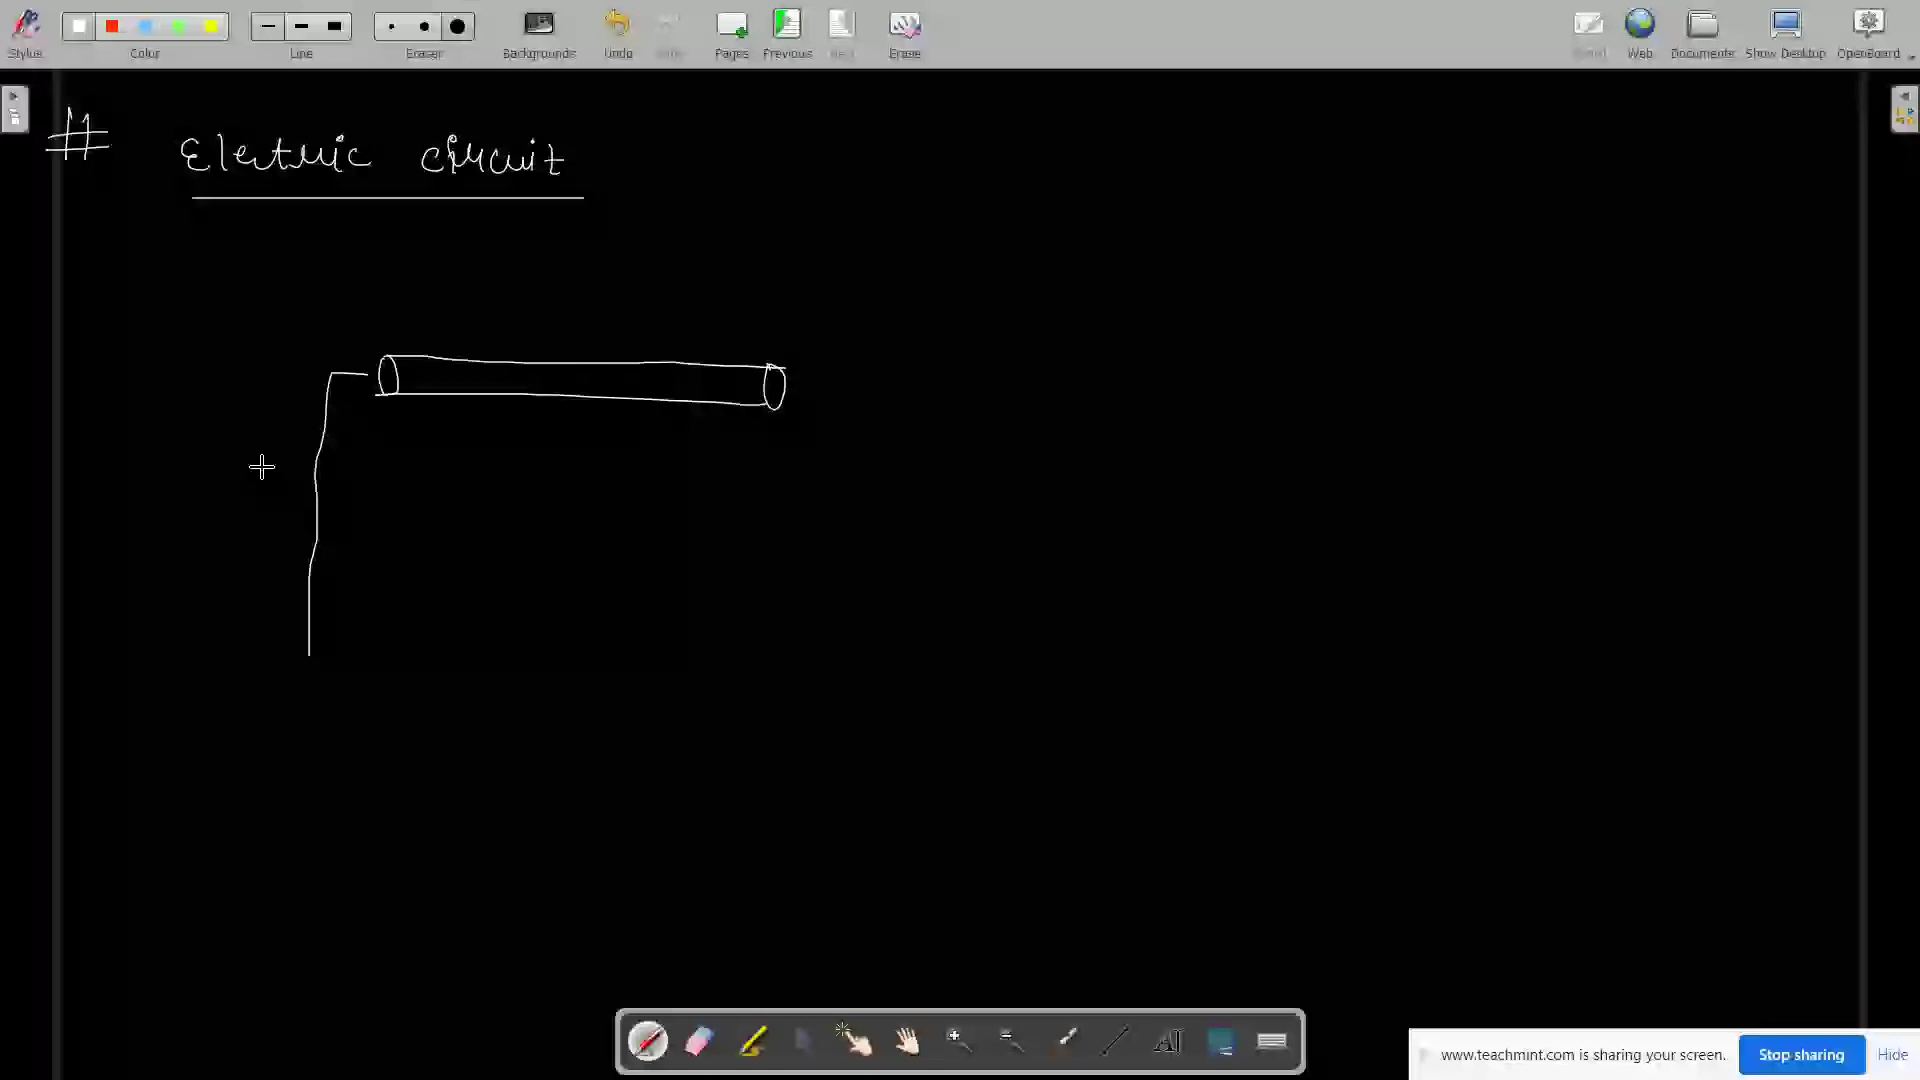 Stylus
Color
Line
Eraser
Backgrounds
Undo
Pages
Previous
Erase
Web
Documents
Show Desktop
OpenBoard
# Electric circuit
www.teachmint.com is sharing your screen.
Stop sharing
Hide